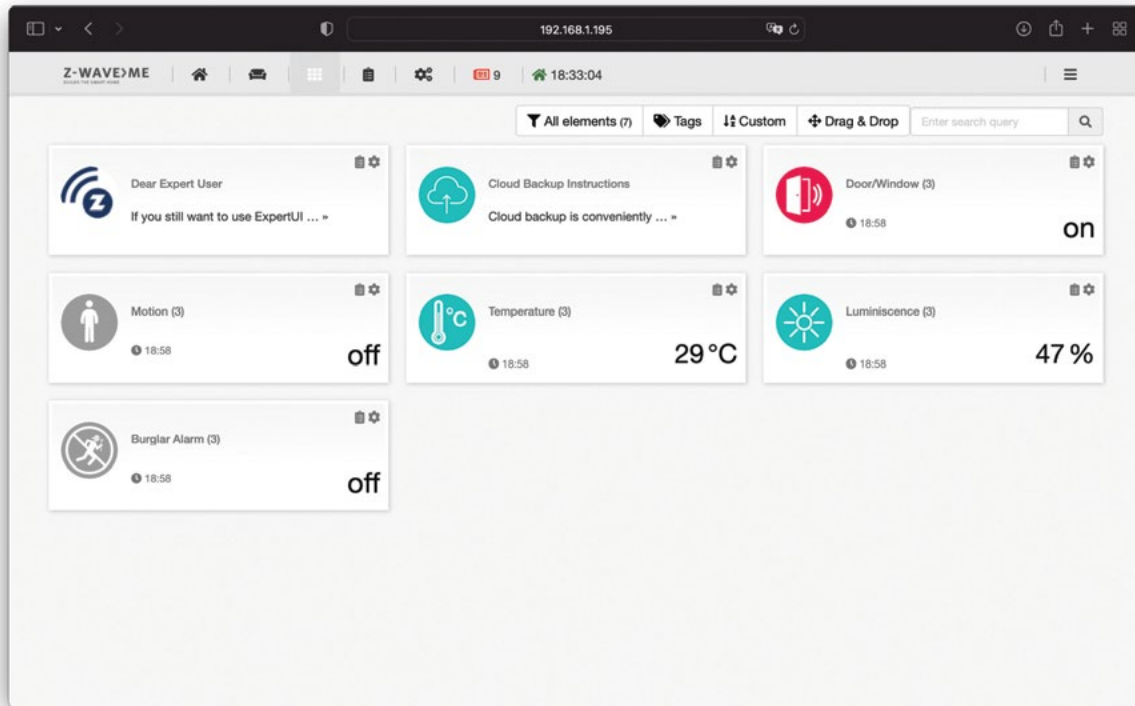 192.168.1.195
Z-WAVE>ME
9
18:33:04
All elements (7)
Tags
Custom
Drag & Drop
Enter search query
Dear Expert User
If you still want to use ExpertUI ... »
Cloud Backup Instructions
Cloud backup is conveniently ... »
Door/Window (3)
18:58
on
Motion (3)
18:58
off
°C
Temperature (3)
18:58
29 °C
Luminiscence (3)
18:58
47 %
Burglar Alarm (3)
18:58
off